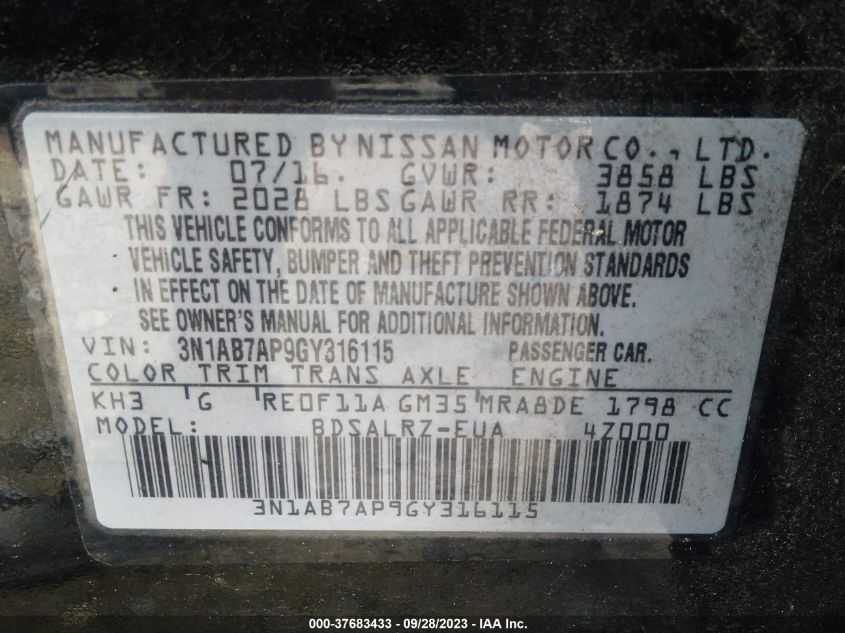 MANUFACTURED BY NISSAN MOTOR CO., LTD.
DATE: 07/16. GVWR: 3858 LBS
GAWR FR: 2028 LBS GAWR RR: 1874 LBS
THIS VEHICLE CONFORMS TO ALL APPLICABLE FEDERAL MOTOR
VEHICLE SAFETY, BUMPER AND THEFT PREVENTION STANDARDS
IN EFFECT ON THE DATE OF MANUFACTURE SHOWN ABOVE.
SEE OWNER'S MANUAL FOR ADDITIONAL INFORMATION.
VIN: 3N1AB7AP9GY316115 PASSENGER CAR.
COLOR TRIM TRANS AXLE ENGINE
KH3 G RE0F11A GM35 MRA8DE 1798 CC
MODEL: BDSALRZ-EUA 4Z000
3N1AB7AP9GY316115
000-37683433 - 09/28/2023 - IAA Inc.